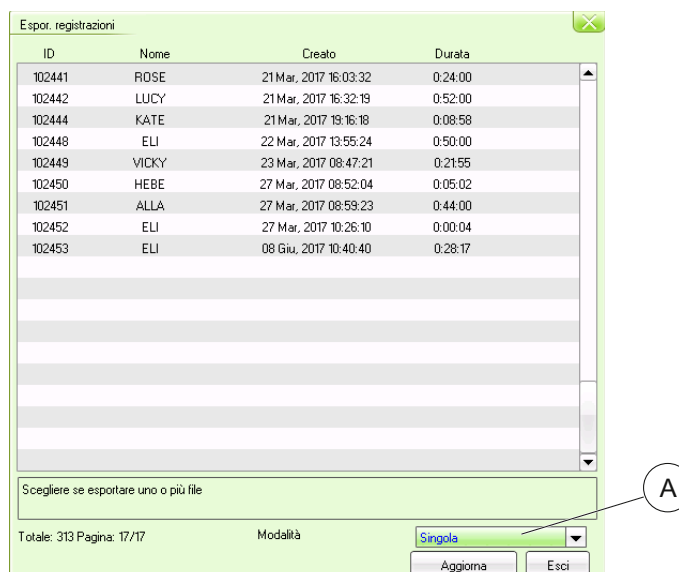 Espor. registrazioni
ID Nome Creato Durata
102441 ROSE 21 Mar, 2017 16:03:32 0:24:00
102442 LUCY 21 Mar, 2017 16:32:19 0:52:00
102444 KATE 21 Mar, 2017 19:16:18 0:08:58
102448 ELI 22 Mar, 2017 13:55:24 0:50:00
102449 VICKY 23 Mar, 2017 08:47:21 0:21:55
102450 HEBE 27 Mar, 2017 08:52:04 0:05:02
102451 ALLA 27 Mar, 2017 08:59:23 0:44:00
102452 ELI 27 Mar, 2017 10:26:10 0:00:04
102453 ELI 08 Giu, 2017 10:40:40 0:28:17
Scegliere se esportare uno o più file
A
Totale: 313 Pagina: 17/17 Modalità Singola
Aggiorna Esci